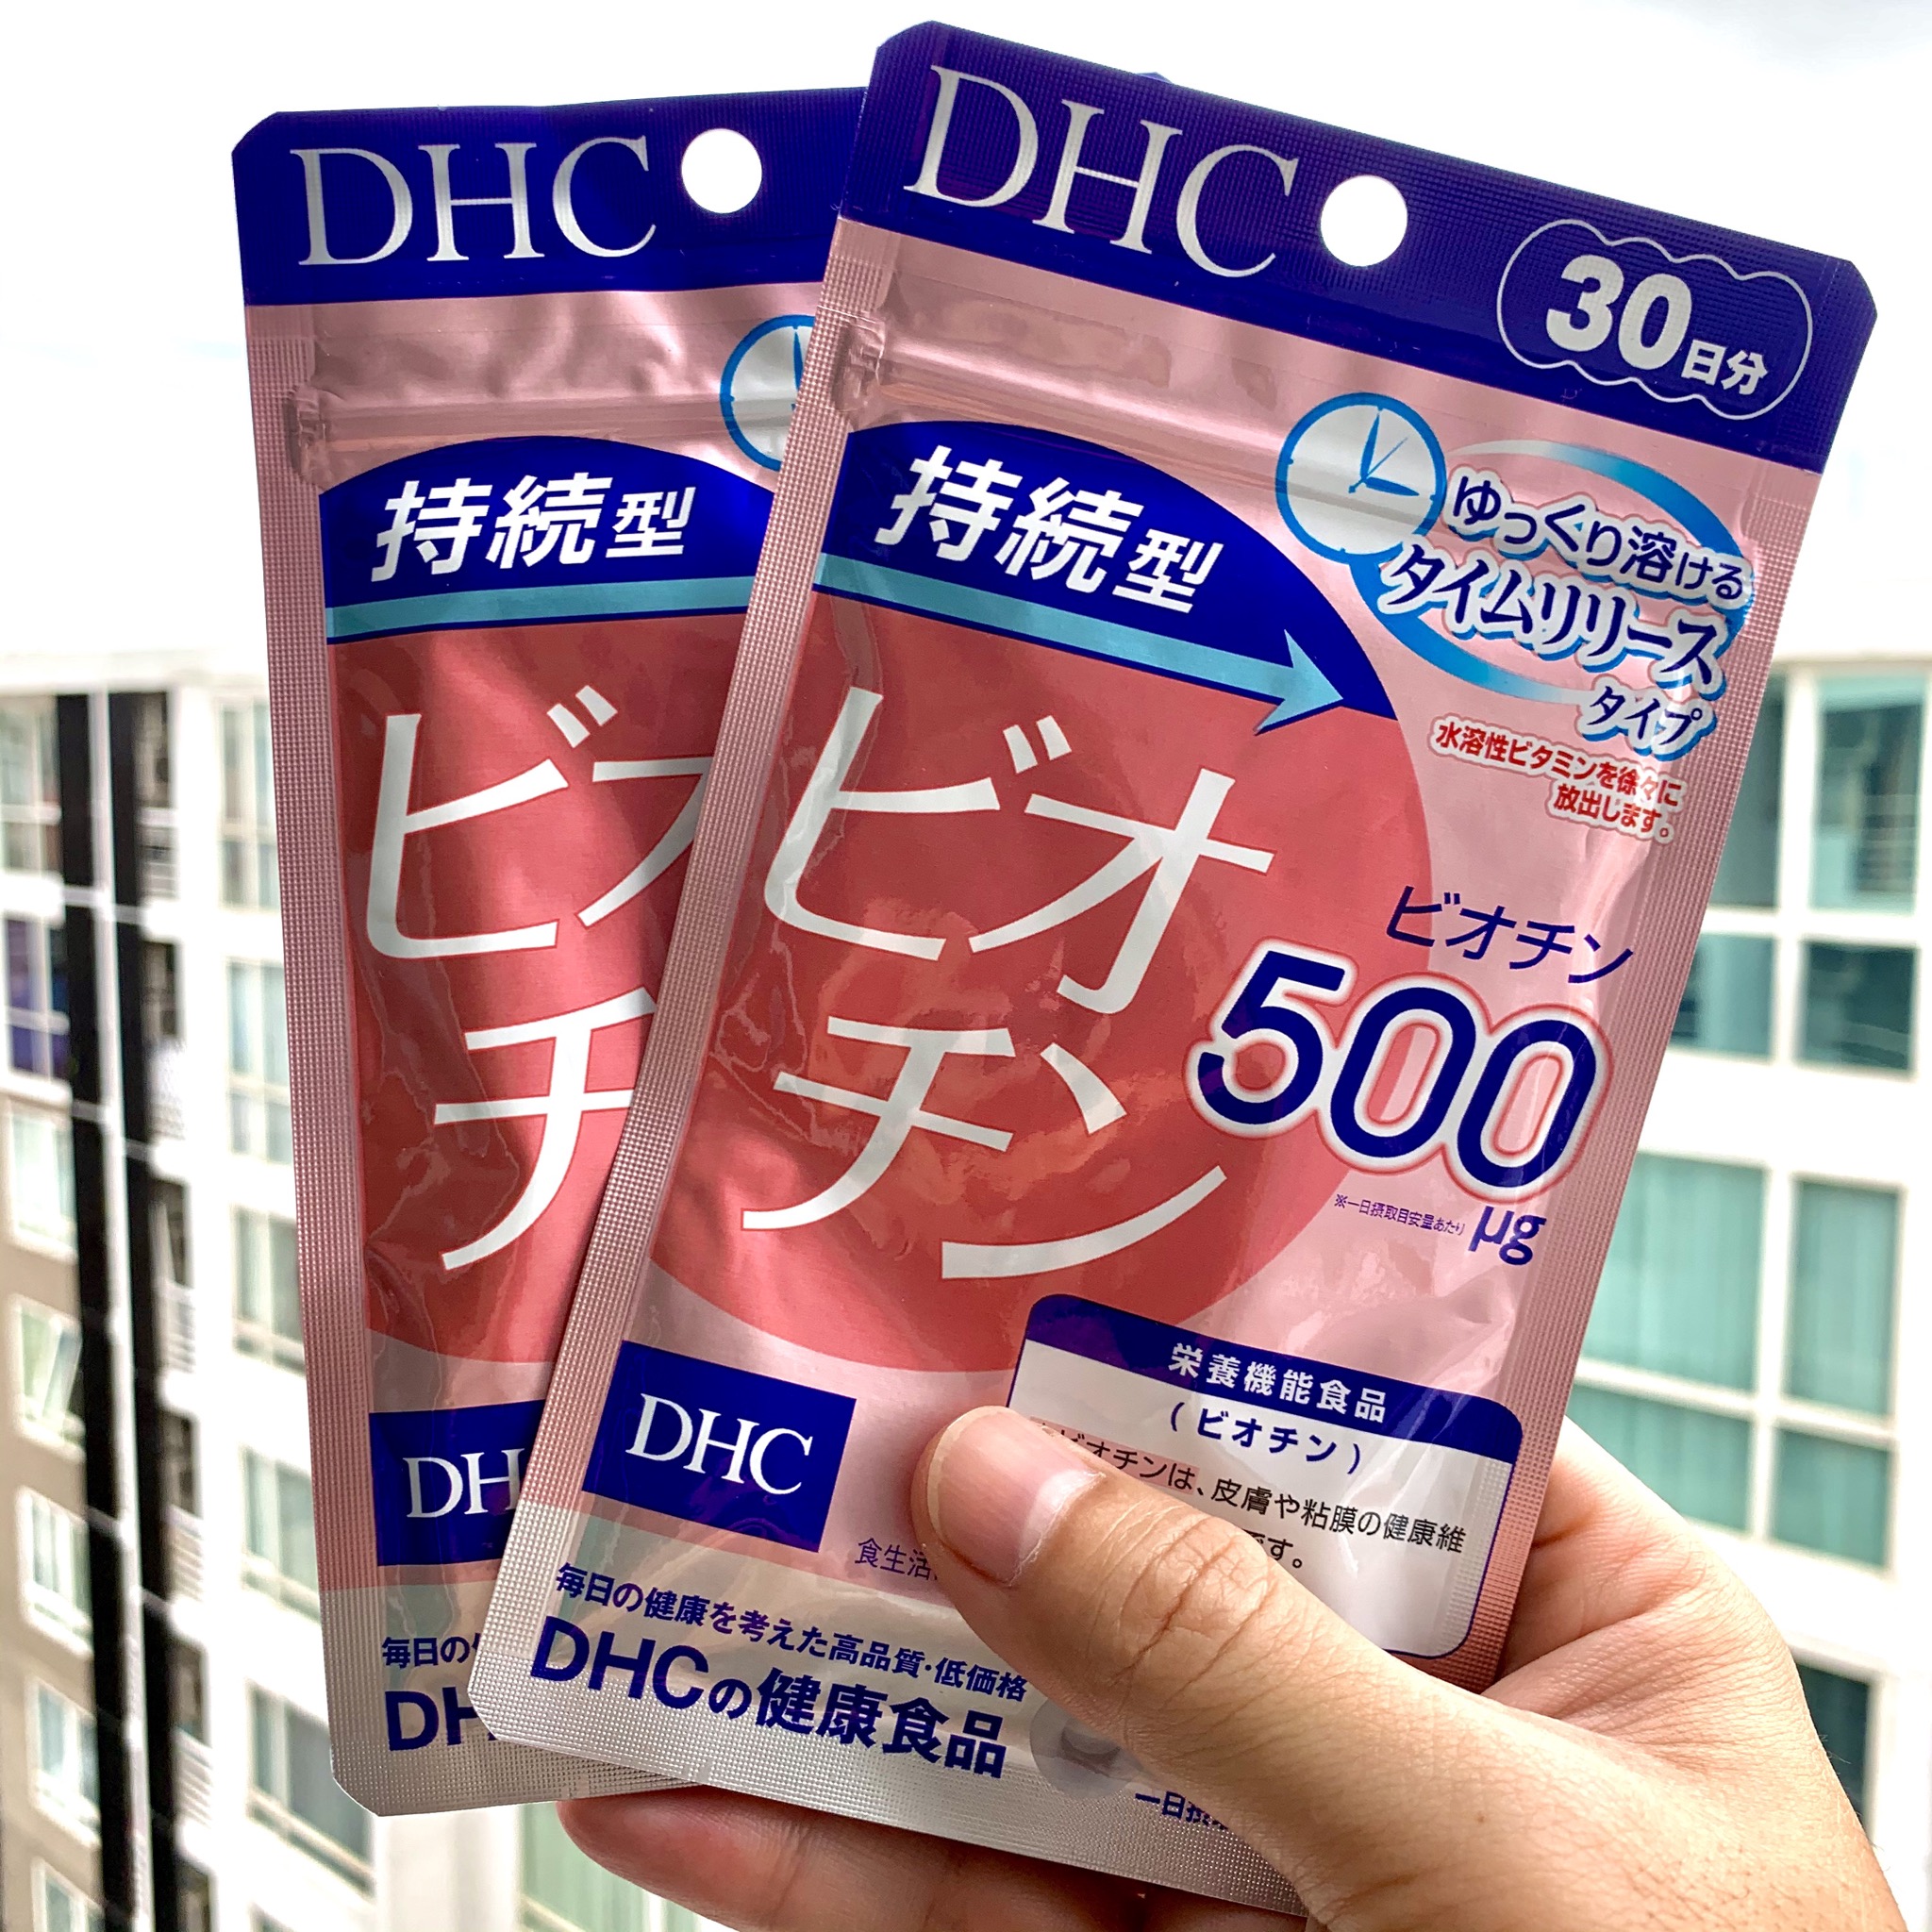 DHC
持続型
ビオ
チ
DH
毎日の
DH
DHC
30日分
持続型
ゆっくり溶ける
タイムリリース
タイプ
水溶性ビタミンを徐々に
放出します。
ビオ
チン
ビオチン
500
※一日摂取目安量あたり μg
栄養機能食品
(ビオチン)
ビオチンは、皮膚や粘膜の健康維
です。
DHC
食生活
毎日の健康を考えた高品質・低価格
DHCの健康食品
一日摂